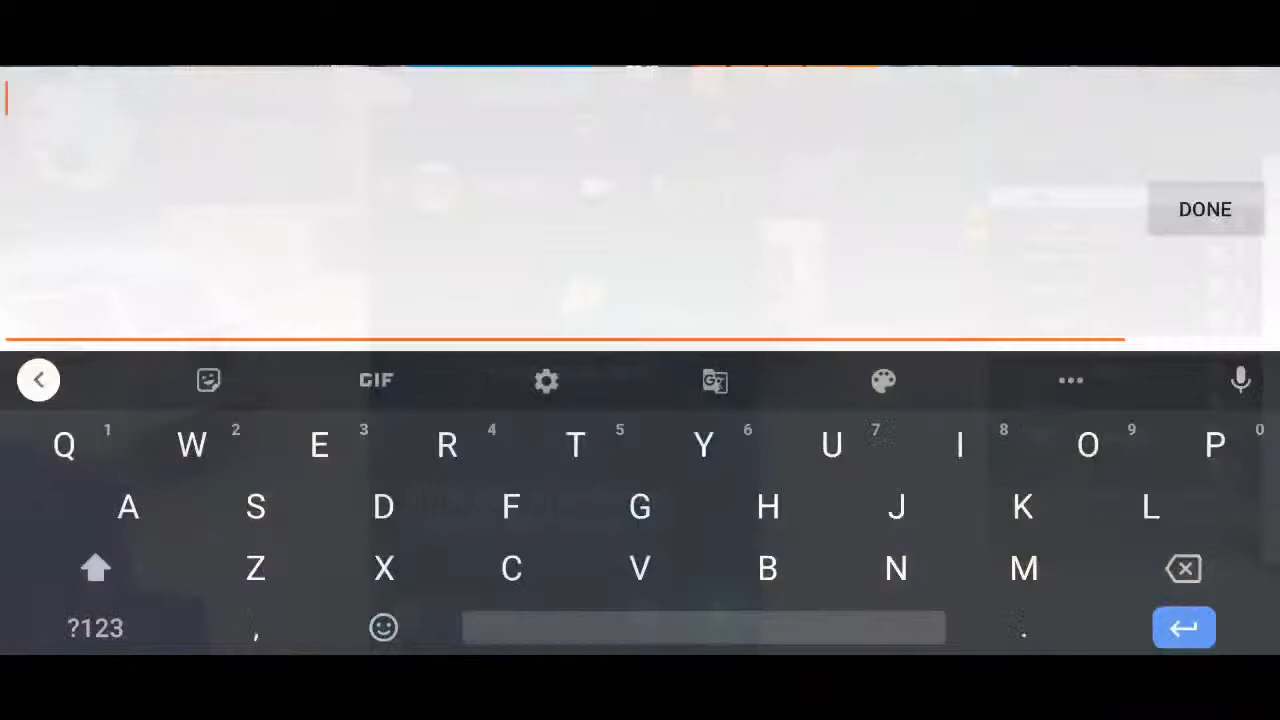 DONE
GIF
Q 1 W 2 E 3 R 4 T 5 Y 6 U 7 I 8 O 9 P 0
A S D F G H J K L
Z X C V B N M
?123 , .